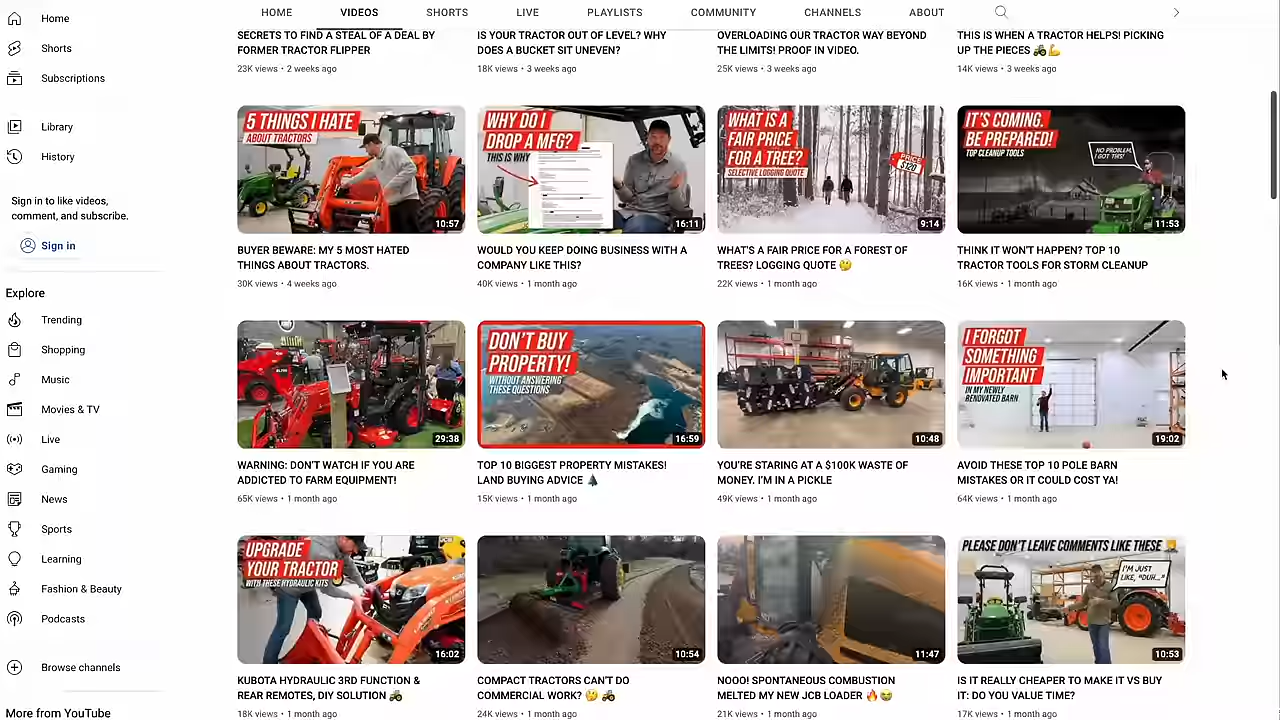 HOME VIDEOS SHORTS LIVE PLAYLISTS COMMUNITY CHANNELS ABOUT
Home
Shorts
Subscriptions
Library
History
Sign in to like videos,
comment, and subscribe.
Sign in
Explore
Trending
Shopping
Music
Movies & TV
Live
Gaming
News
Sports
Learning
Fashion & Beauty
Podcasts
Browse channels
More from YouTube
SECRETS TO FIND A STEAL OF A DEAL BY
FORMER TRACTOR FLIPPER
23K views • 2 weeks ago
IS YOUR TRACTOR OUT OF LEVEL? WHY
DOES A BUCKET SIT UNEVEN?
18K views • 3 weeks ago
OVERLOADING OUR TRACTOR WAY BEYOND
THE LIMITS! PROOF IN VIDEO.
25K views • 3 weeks ago
THIS IS WHEN A TRACTOR HELPS! PICKING
UP THE PIECES 🚜💪
14K views • 3 weeks ago
5 THINGS I HATE
ABOUT TRACTORS
10:57
BUYER BEWARE: MY 5 MOST HATED
THINGS ABOUT TRACTORS.
30K views • 4 weeks ago
WHY DO I
DROP A MFG?
THIS IS WHY
16:11
WOULD YOU KEEP DOING BUSINESS WITH A
COMPANY LIKE THIS?
40K views • 1 month ago
WHAT IS A
FAIR PRICE
FOR A TREE?
SELECTIVE LOGGING QUOTE
PRICE
$120
9:14
WHAT'S A FAIR PRICE FOR A FOREST OF
TREES? LOGGING QUOTE 🤔
22K views • 1 month ago
IT'S COMING.
BE PREPARED!
TOP CLEANUP TOOLS
NO PROBLEM,
I GOT THIS!
11:53
THINK IT WON'T HAPPEN? TOP 10
TRACTOR TOOLS FOR STORM CLEANUP
16K views • 1 month ago
29:38
WARNING: DON'T WATCH IF YOU ARE
ADDICTED TO FARM EQUIPMENT!
65K views • 1 month ago
DON'T BUY
PROPERTY!
WITHOUT ANSWERING
THESE QUESTIONS
16:59
TOP 10 BIGGEST PROPERTY MISTAKES!
LAND BUYING ADVICE 🌲
15K views • 1 month ago
10:48
YOU'RE STARING AT A $100K WASTE OF
MONEY. I'M IN A PICKLE
49K views • 1 month ago
I FORGOT
SOMETHING
IMPORTANT
IN MY NEWLY
RENOVATED BARN
19:02
AVOID THESE TOP 10 POLE BARN
MISTAKES OR IT COULD COST YA!
64K views • 1 month ago
UPGRADE
YOUR TRACTOR
WITH THESE HYDRAULIC KITS
16:02
KUBOTA HYDRAULIC 3RD FUNCTION &
REAR REMOTES, DIY SOLUTION 🚜
18K views • 1 month ago
10:54
COMPACT TRACTORS CAN'T DO
COMMERCIAL WORK? 🤔 🚜
24K views • 1 month ago
11:47
NOOO! SPONTANEOUS COMBUSTION
MELTED MY NEW JCB LOADER 🔥😭
21K views • 1 month ago
PLEASE DON'T LEAVE COMMENTS LIKE THESE
I'M JUST
LIKE, "DUH..."
10:53
IS IT REALLY CHEAPER TO MAKE IT VS BUY
IT: DO YOU VALUE TIME?
17K views • 1 month ago